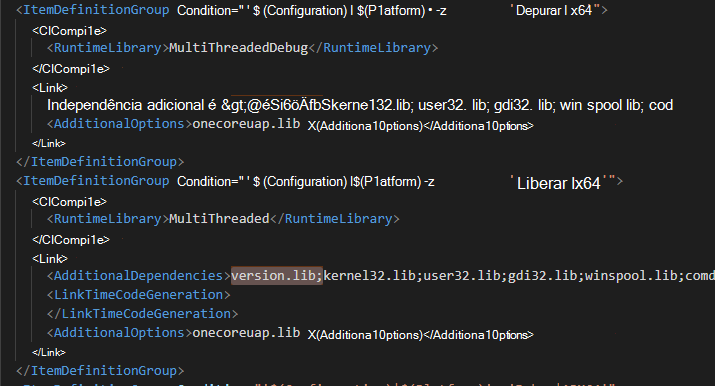 <ItemDefinitionGroup Condition="' $ (Configuration) I $(P1atform) • -z 'Depurar I x64">
<ClCompi1e>
<RuntimeLibrary>MultiThreadedDebug</RuntimeLibrary>
</ClCompi1e>
<Link>
Independência adicional é &gt;@éSi6öÄfbSkerne132.lib; user32. lib; gdi32. lib; win spool lib; cod
<AdditionalOptions>onecoreuap.lib X(Additiona10ptions)</Additiona10ptions>
</Link>
</ItemDefinitionGroup>
<ItemDefinitionGroup Condition="' $ (Configuration) l$(P1atform) -z 'Liberar lx64'">
<ClCompi1e>
<RuntimeLibrary>MultiThreaded</RuntimeLibrary>
</ClCompi1e>
<Link>
<AdditionalDependencies>version.lib;kernel32.lib;user32.lib;gdi32.lib;winspool.lib;comd
<LinkTimeCodeGeneration>
</LinkTimeCodeGeneration>
<AdditionalOptions>onecoreuap.lib X(Additiona10ptions)</Additiona10ptions>
</Link>
</ItemDefinitionGroup>